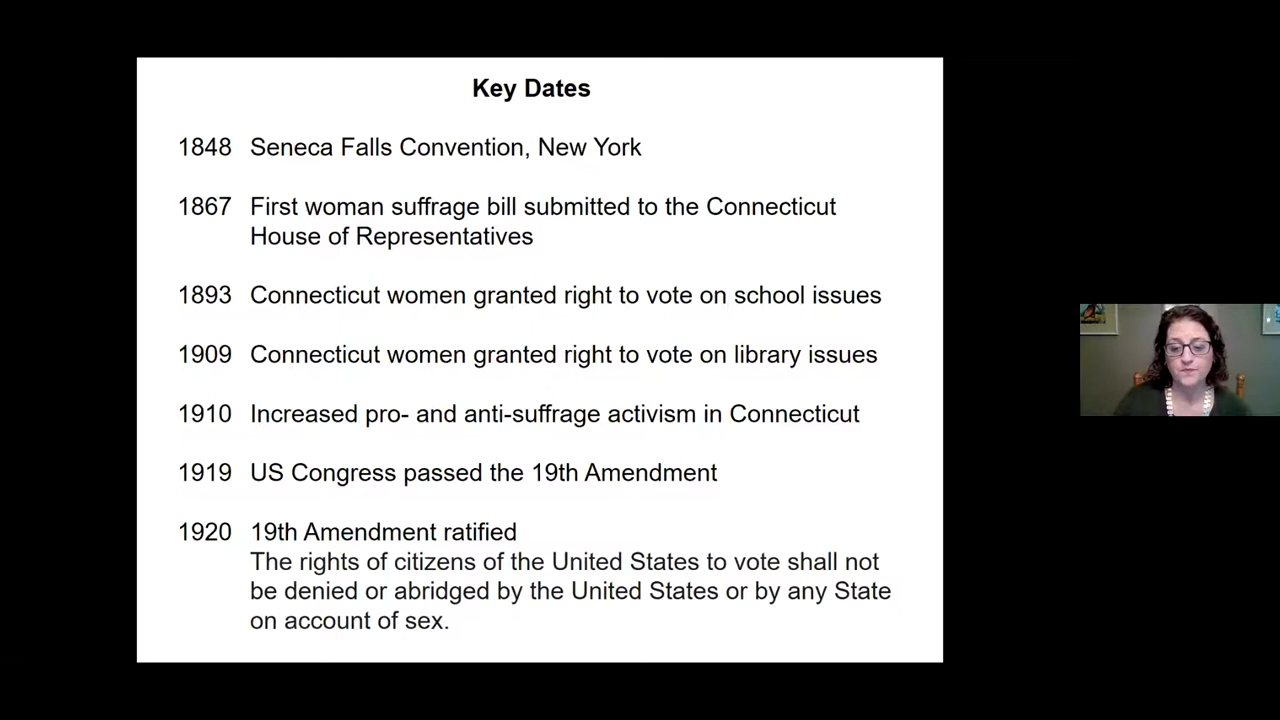 Key Dates
1848 Seneca Falls Convention, New York
1867 First woman suffrage bill submitted to the Connecticut
House of Representatives
1893 Connecticut women granted right to vote on school issues
1909 Connecticut women granted right to vote on library issues
1910 Increased pro- and anti-suffrage activism in Connecticut
1919 US Congress passed the 19th Amendment
1920 19th Amendment ratified
The rights of citizens of the United States to vote shall not
be denied or abridged by the United States or by any State
on account of sex.